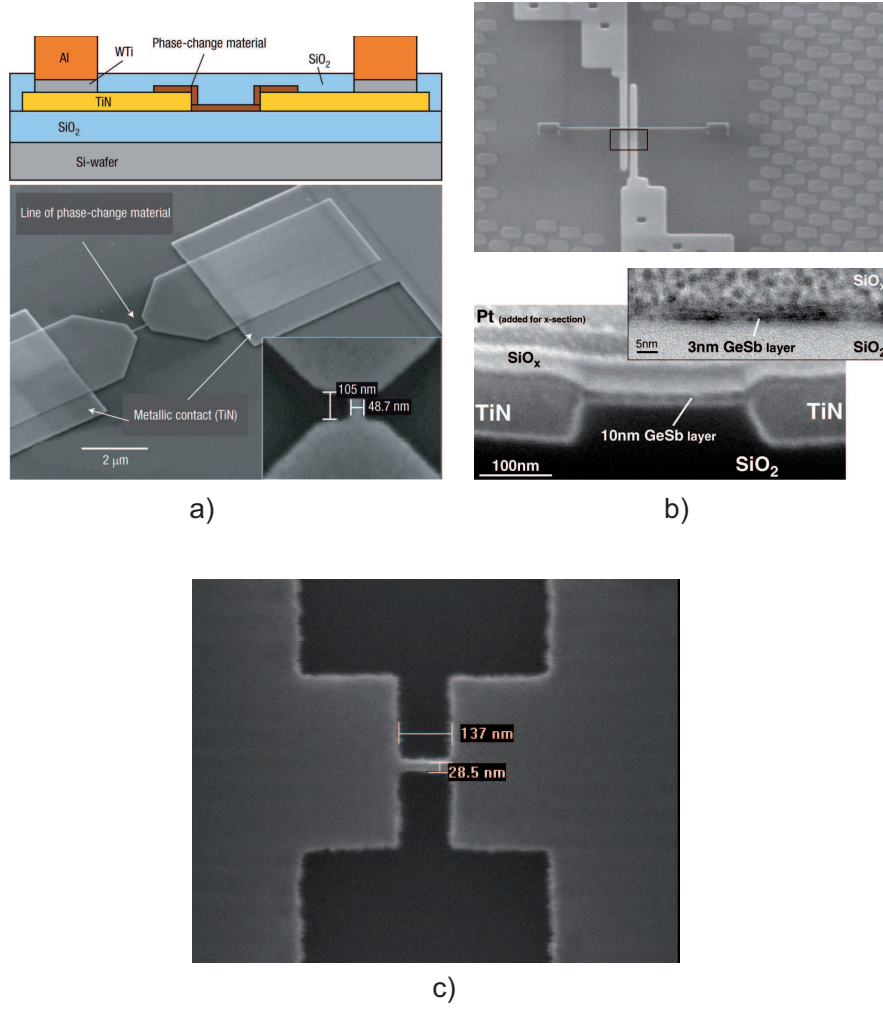 Phase-change material
WTi
SiO2
Al
TiN
SiO2
Si-wafer
Line of phase-change material
105 nm
48.7 nm
Metallic contact (TiN)
2 μm
a)
SiOx
Pt (added for x-section)
5nm
3nm GeSb layer
SiO2
SiOx
TiN
TiN
10nm GeSb layer
100nm
SiO2
b)
137 nm
28.5 nm
c)